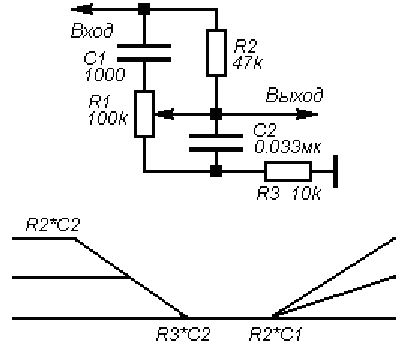 Вход
C1
1000
R2
47к
R1
100к
Выход
C2
0.033мк
R3 10к
R2*C2
R3*C2 R2*C1